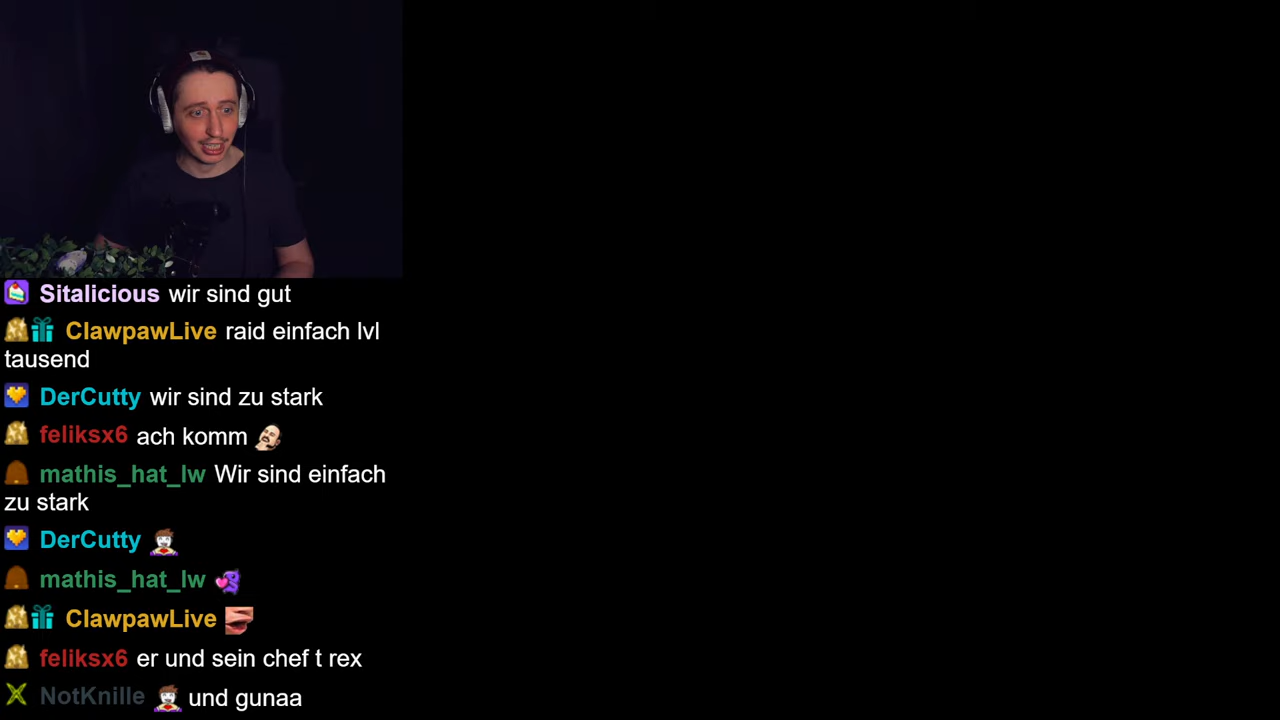 Sitalicious wir sind gut
ClawpawLive raid einfach lvl
tausend
DerCutty wir sind zu stark
feliksx6 ach komm
mathis_hat_lw Wir sind einfach
zu stark
DerCutty
mathis_hat_lw
ClawpawLive
feliksx6 er und sein chef t rex
NotKnille und gunaa